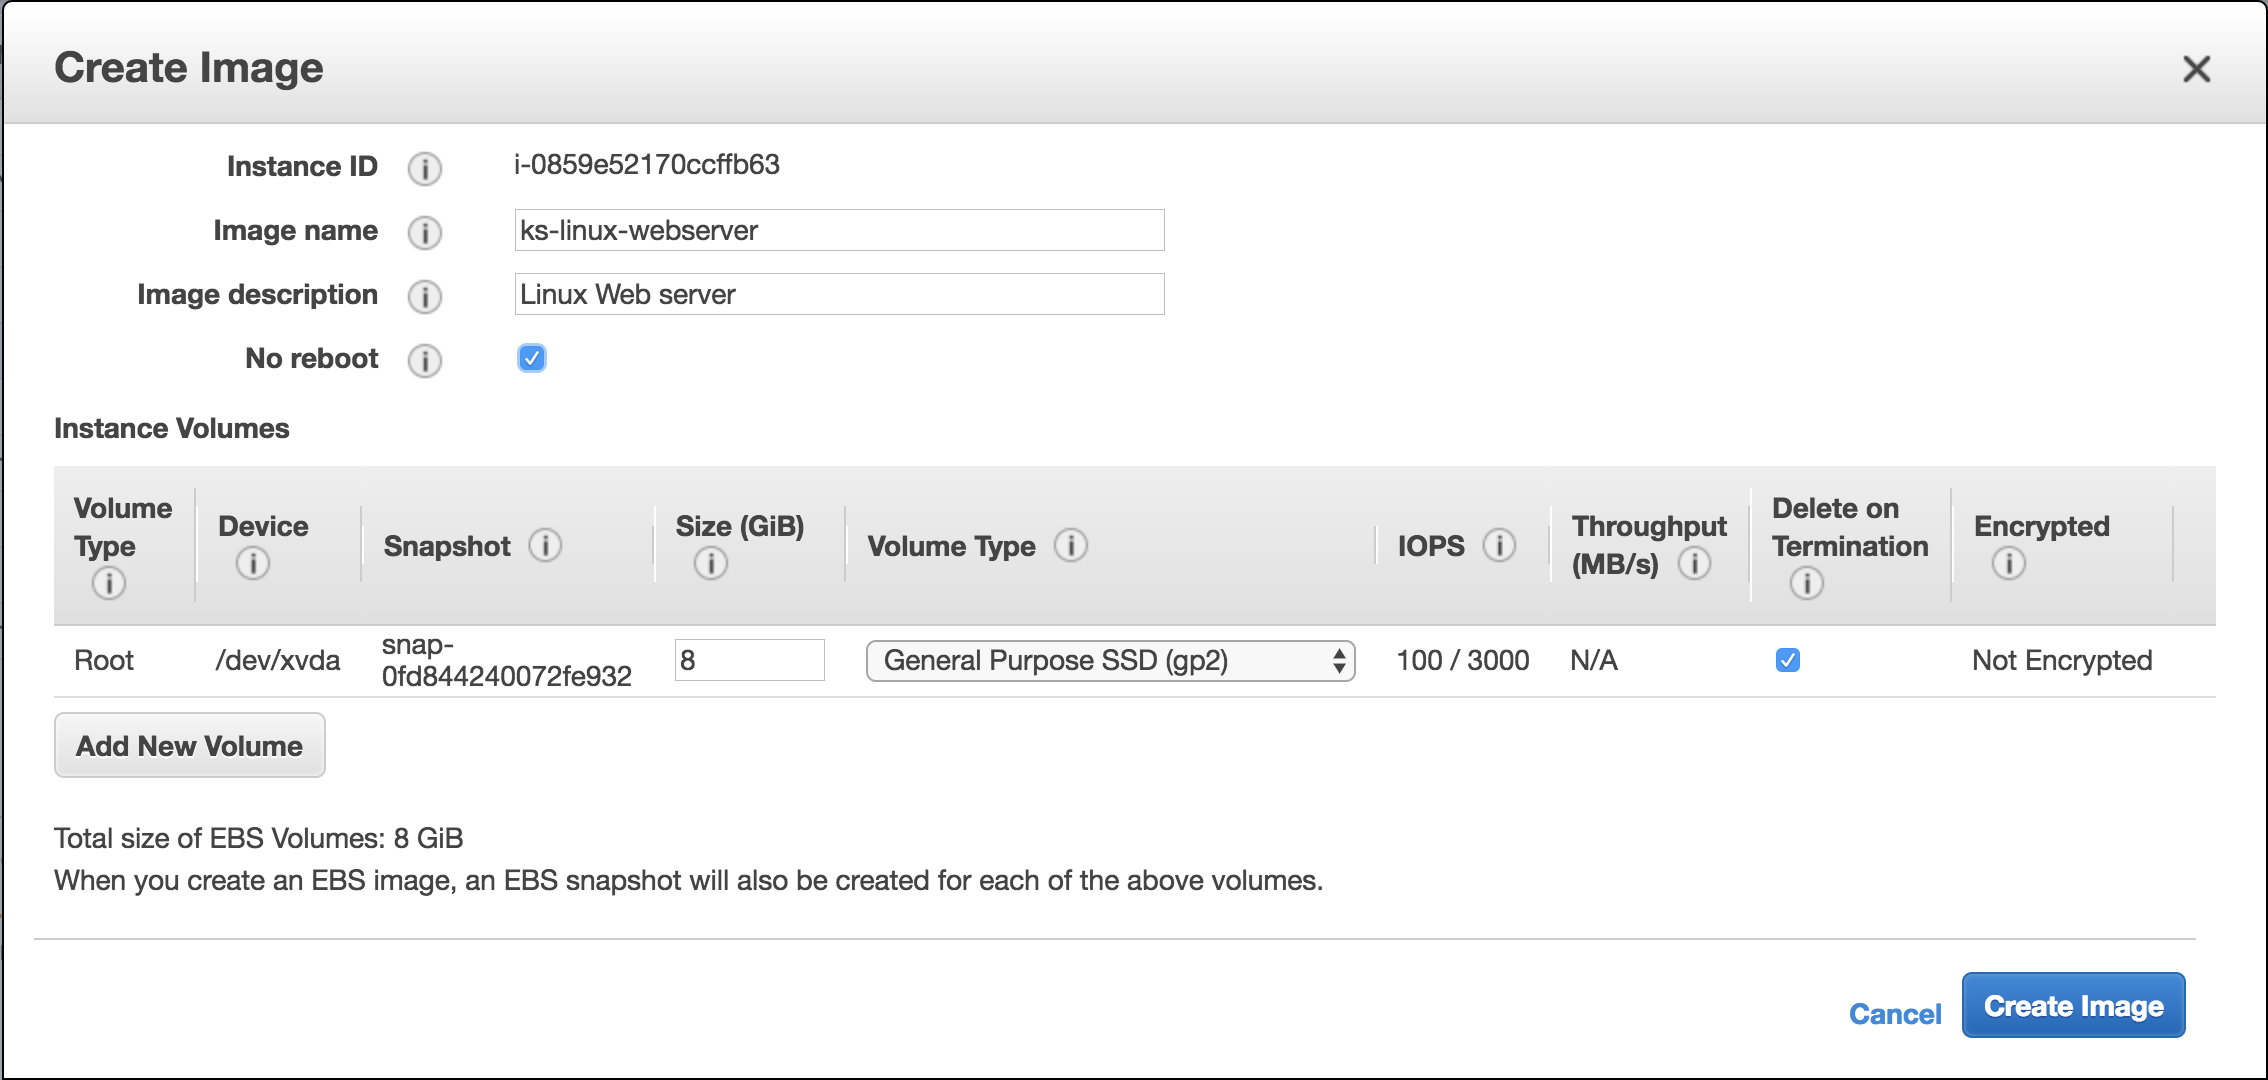 Create Image
Instance ID i-0859e52170ccffb63
Image name ks-linux-webserver
Image description Linux Web server
No reboot
Instance Volumes
Volume Type Device Snapshot Size (GiB) Volume Type IOPS Throughput (MB/s) Delete on Termination Encrypted
Root /dev/xvda snap-0fd844240072fe932 8 General Purpose SSD (gp2) 100 / 3000 N/A Not Encrypted
Add New Volume
Total size of EBS Volumes: 8 GiB
When you create an EBS image, an EBS snapshot will also be created for each of the above volumes.
Cancel Create Image